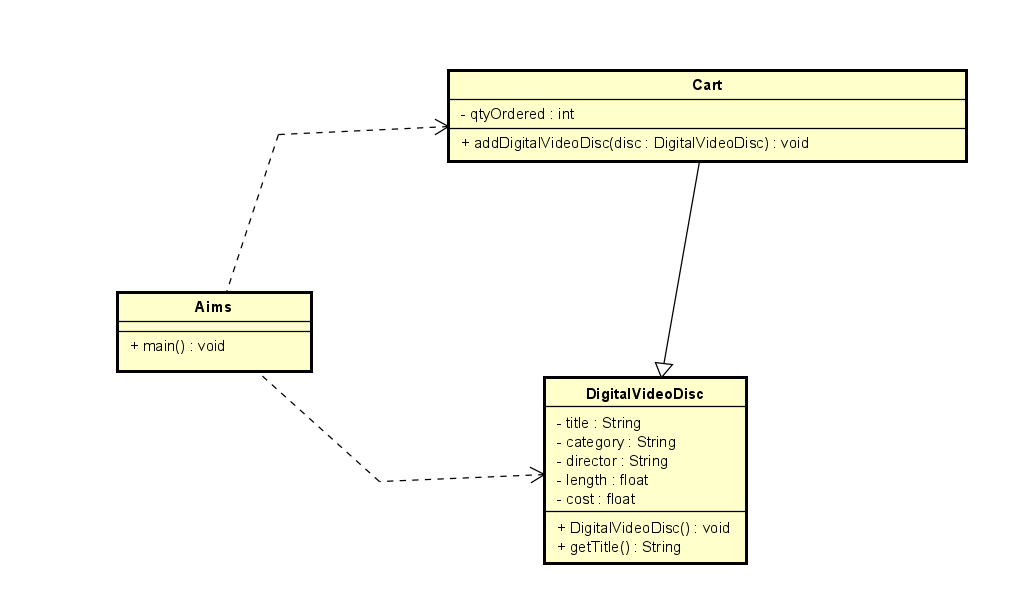 Cart
- qtyOrdered : int
+ addDigitalVideoDisc(disc : DigitalVideoDisc) : void
Aims
+ main() : void
DigitalVideoDisc
- title : String
- category : String
- director : String
- length : float
- cost : float
+ DigitalVideoDisc() : void
+ getTitle() : String